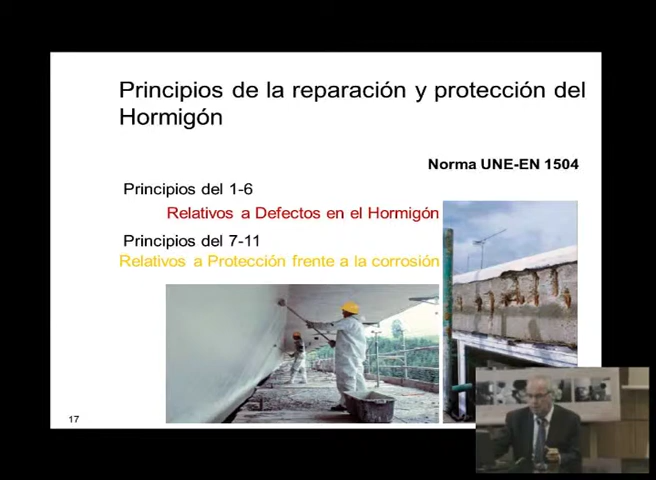 Principios de la reparación y protección del
Hormigón
Norma UNE-EN 1504
Principios del 1-6
Relativos a Defectos en el Hormigón
Principios del 7-11
Relativos a Protección frente a la corrosión
17